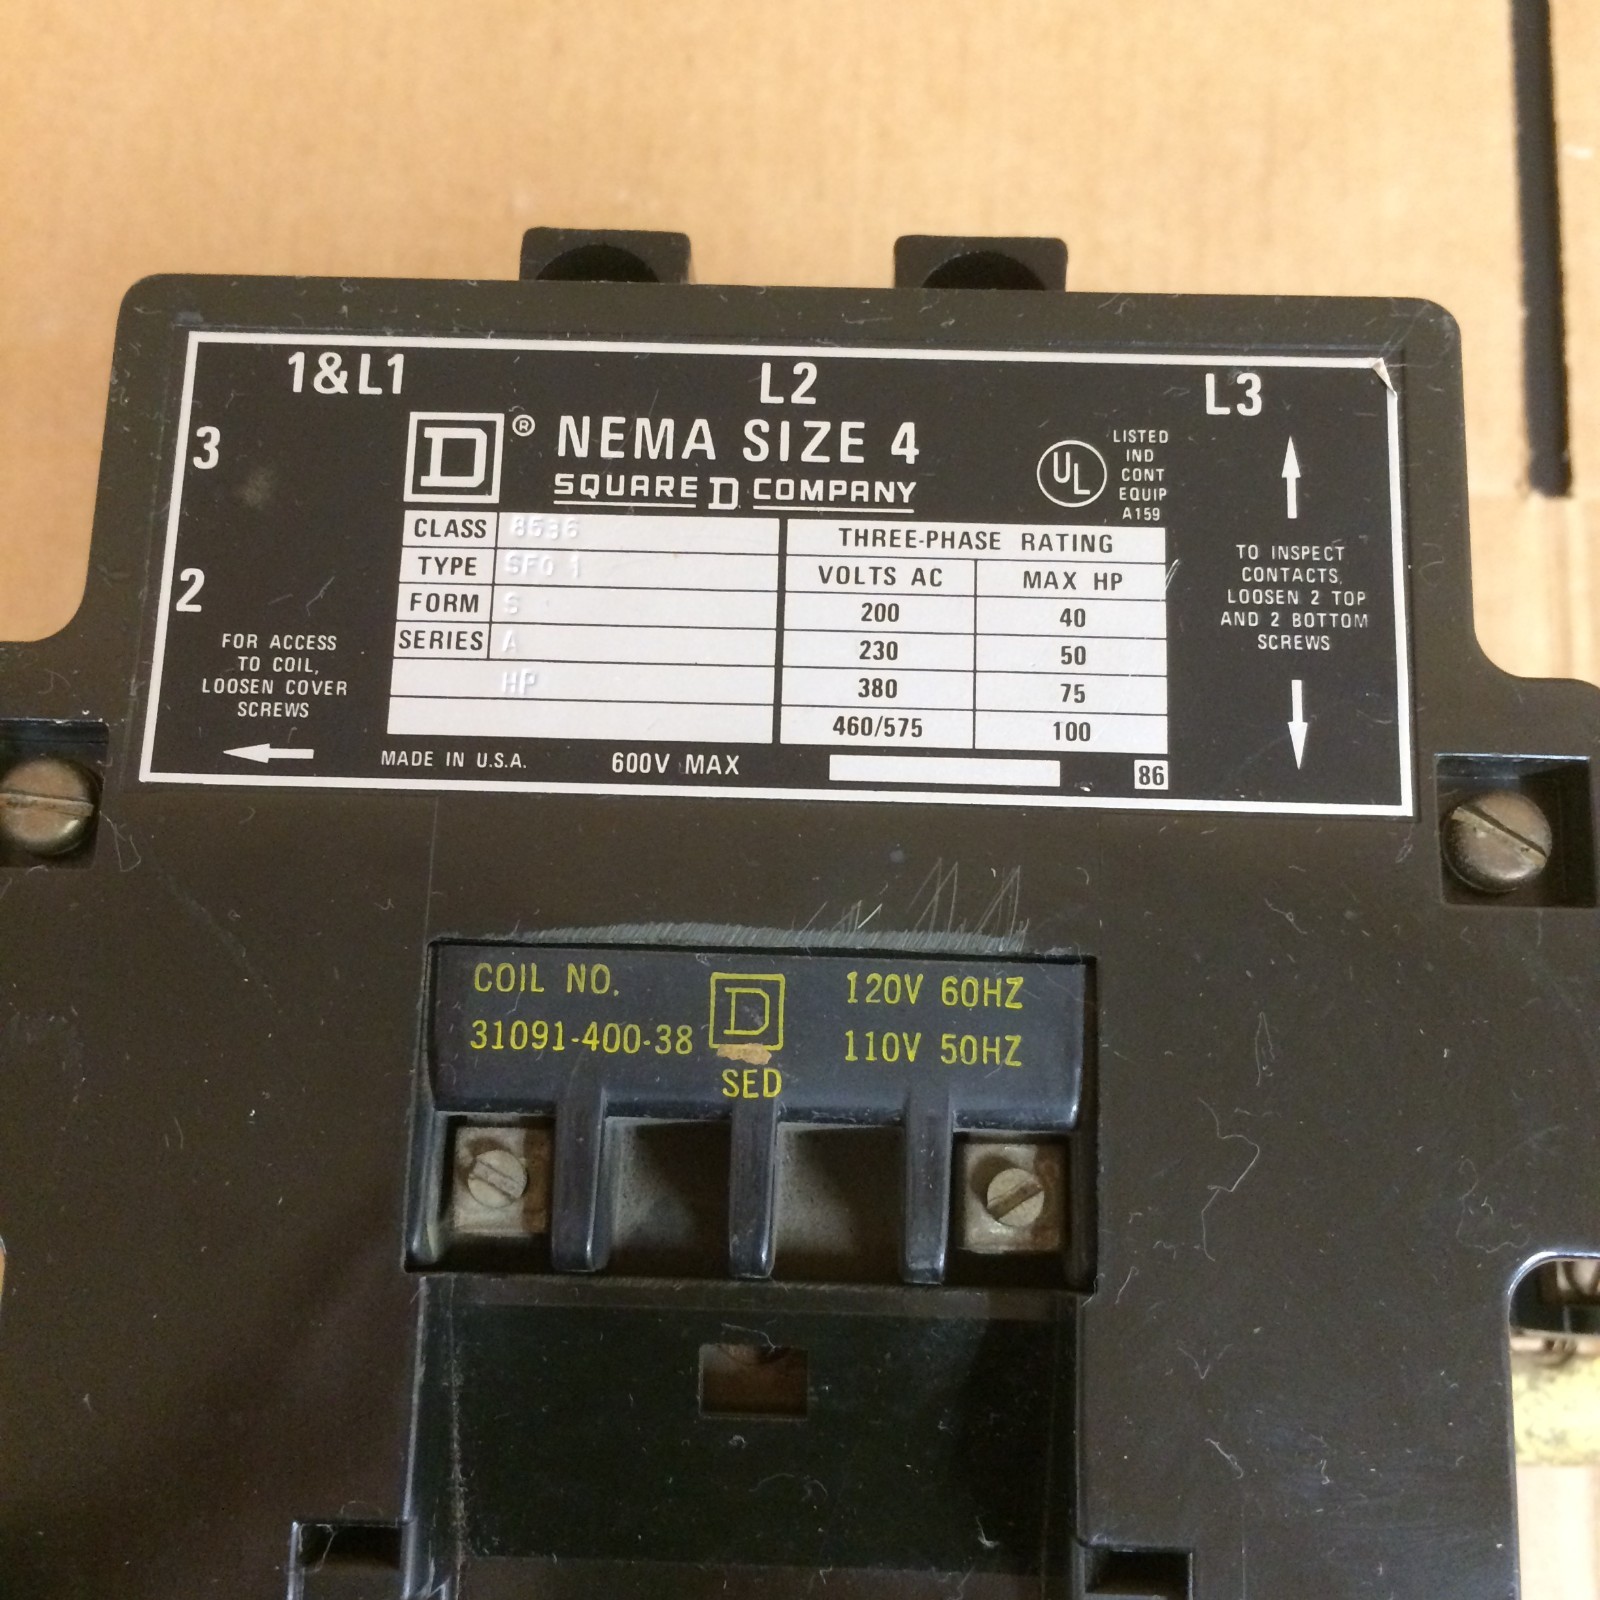 1&L1
L2
L3
3
D ® NEMA SIZE 4
SQUARE D COMPANY
UL
LISTED
IND
CONT
EQUIP
A159
2
CLASS 8536
TYPE SFO 1
FORM S
SERIES A
HP
THREE-PHASE RATING
VOLTS AC MAX HP
200 40
230 50
380 75
460/575 100
TO INSPECT
CONTACTS,
LOOSEN 2 TOP
AND 2 BOTTOM
SCREWS
FOR ACCESS
TO COIL,
LOOSEN COVER
SCREWS
MADE IN U.S.A. 600V MAX 86
COIL NO.
31091-400-38
D
SED
120V 60HZ
110V 50HZ